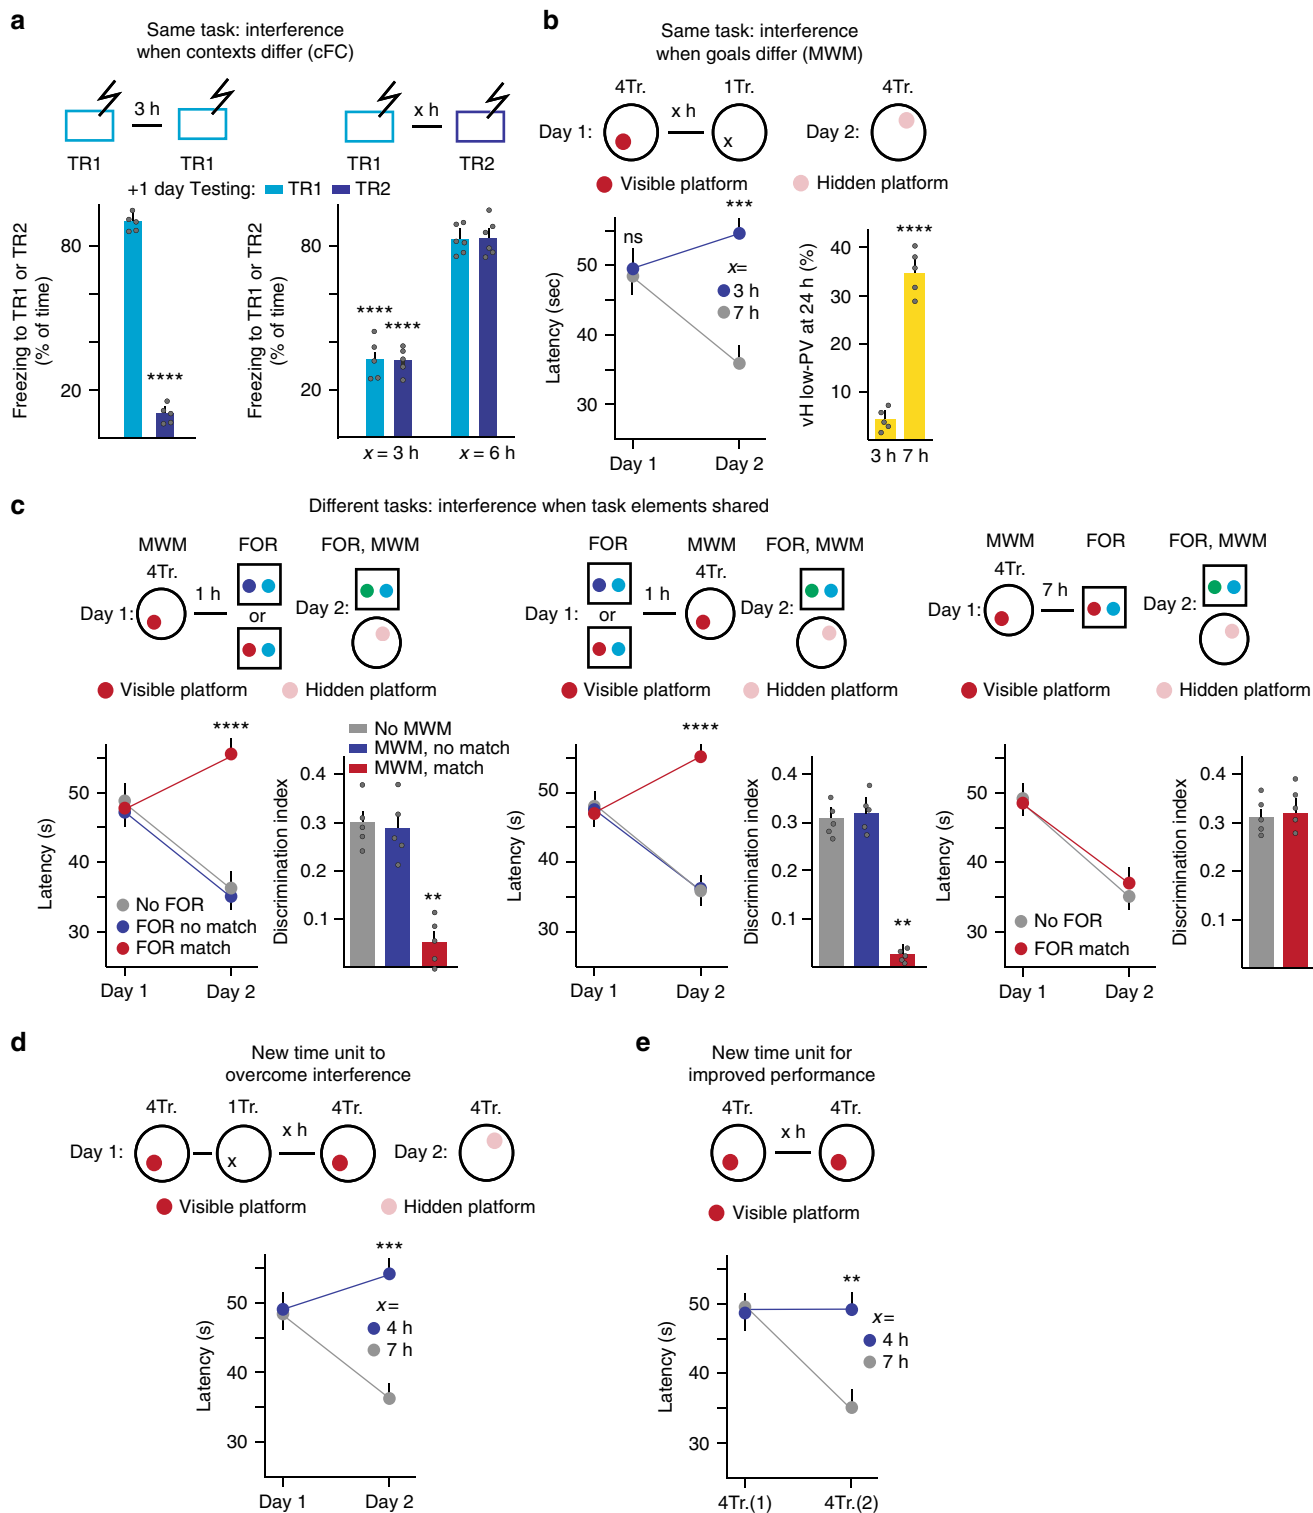 a
Same task: interference
when contexts differ (cFC)
3 h
x h
TR1
TR1
TR1
TR2
+1 day Testing: TR1 TR2
Freezing to TR1 or TR2
(% of time)
80
20
****
Freezing to TR1 or TR2
(% of time)
80
20
****
****
x = 3 h
x = 6 h
b
Same task: interference
when goals differ (MWM)
4Tr.
1Tr.
4Tr.
Day 1:
x h
x
Day 2:
Visible platform
Hidden platform
Latency (sec)
50
40
30
ns
***
x=
3 h
7 h
Day 1
Day 2
vH low-PV at 24 h (%)
40
30
20
10
****
3 h 7 h
c
Different tasks: interference when task elements shared
MWM
FOR
FOR, MWM
4Tr.
Day 1:
1 h
or
Day 2:
Visible platform
Hidden platform
Latency (s)
50
40
30
****
No FOR
FOR no match
FOR match
Day 1
Day 2
No MWM
MWM, no match
MWM, match
Discrimination index
0.4
0.3
0.2
0.1
**
FOR
MWM
FOR, MWM
4Tr.
Day 1:
or
1 h
Day 2:
Visible platform
Hidden platform
Latency (s)
50
40
30
****
Day 1
Day 2
Discrimination index
0.4
0.3
0.2
0.1
**
MWM
FOR
FOR, MWM
4Tr.
Day 1:
7 h
Day 2:
Visible platform
Hidden platform
Latency (s)
50
40
30
No FOR
FOR match
Day 1
Day 2
Discrimination index
0.4
0.3
0.2
0.1
d
New time unit to
overcome interference
4Tr.
1Tr.
4Tr.
4Tr.
Day 1:
x
x h
Day 2:
Visible platform
Hidden platform
Latency (s)
50
40
30
***
x=
4 h
7 h
Day 1
Day 2
e
New time unit for
improved performance
4Tr.
4Tr.
x h
Visible platform
Latency (s)
50
40
30
**
x=
4 h
7 h
4Tr.(1)
4Tr.(2)